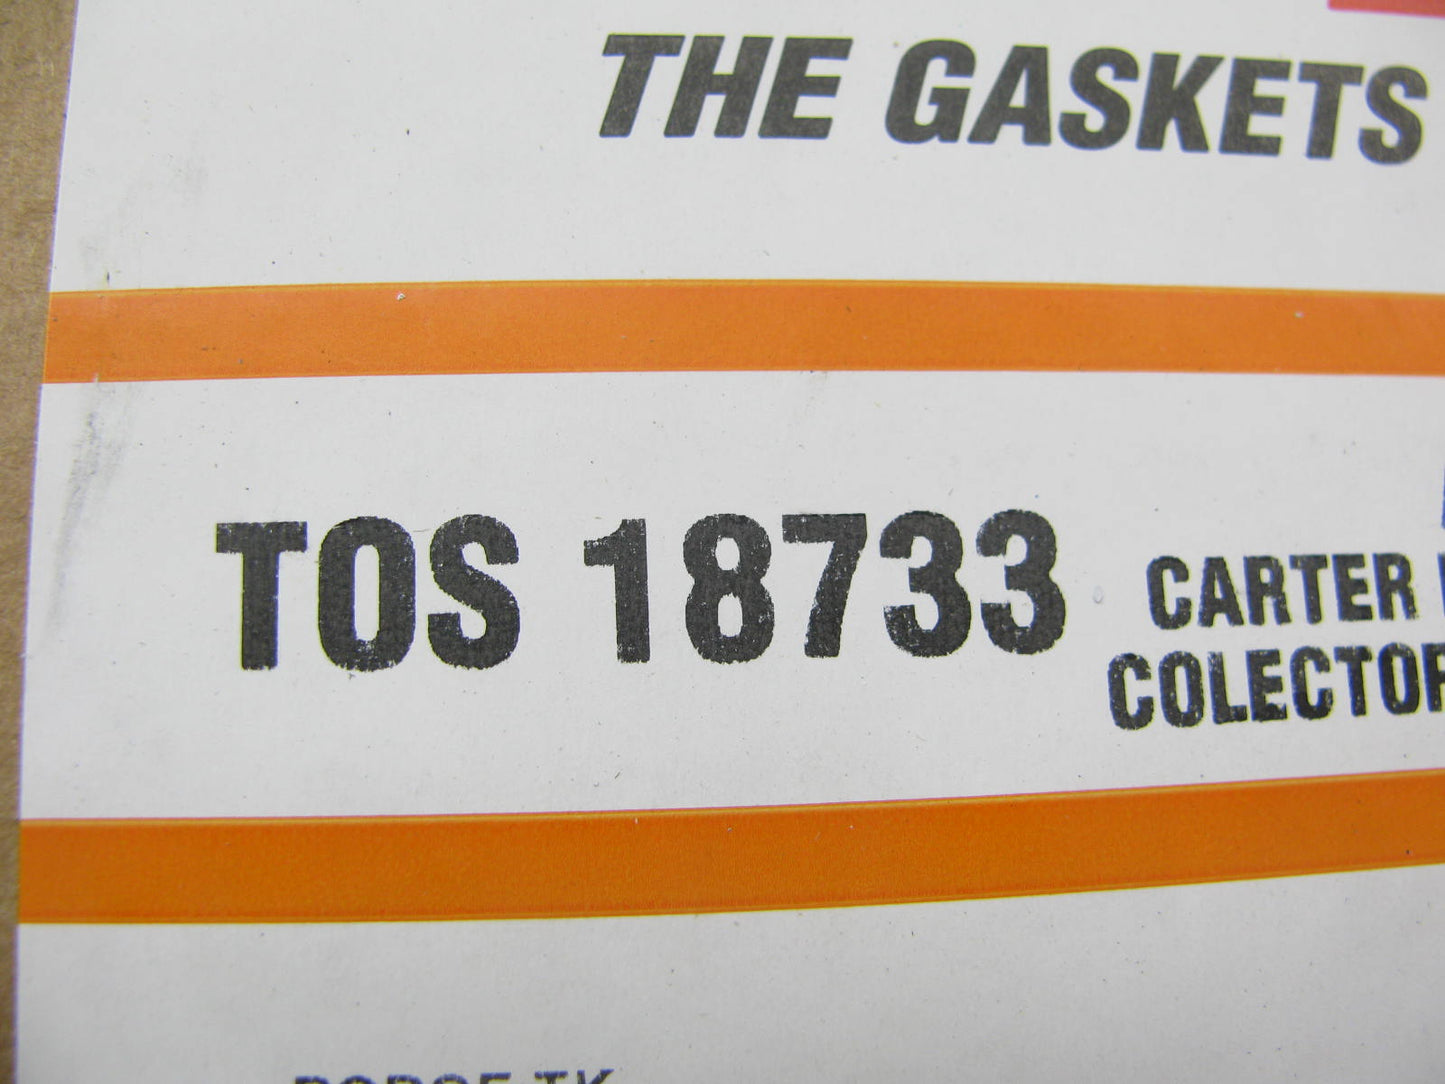 THE GASKETS
TOS 18733
CARTER
COLECTOR